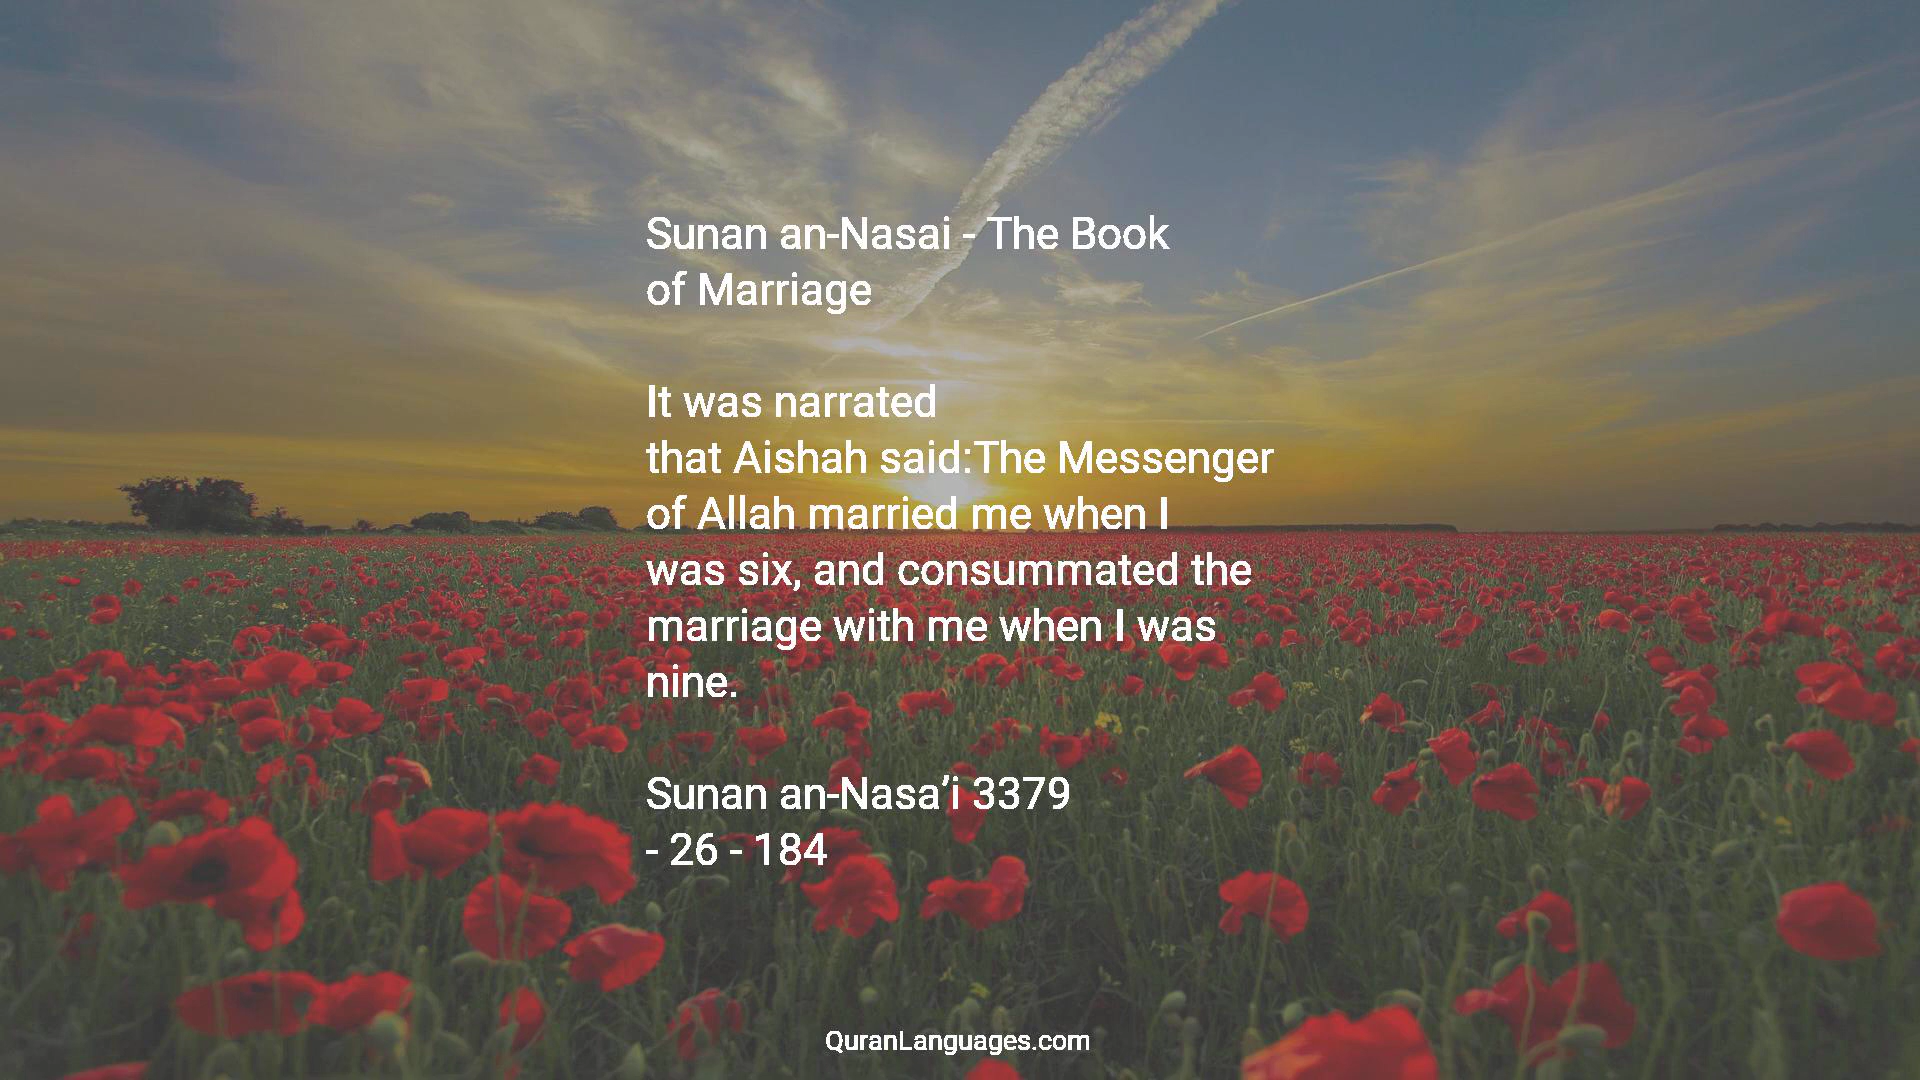 Sunan an-Nasai - The Book
of Marriage
It was narrated
that Aishah said:The Messenger
of Allah married me when I
was six, and consummated the
marriage with me when I was
nine.
Sunan an-Nasa’i 3379
- 26 - 184
QuranLanguages.com